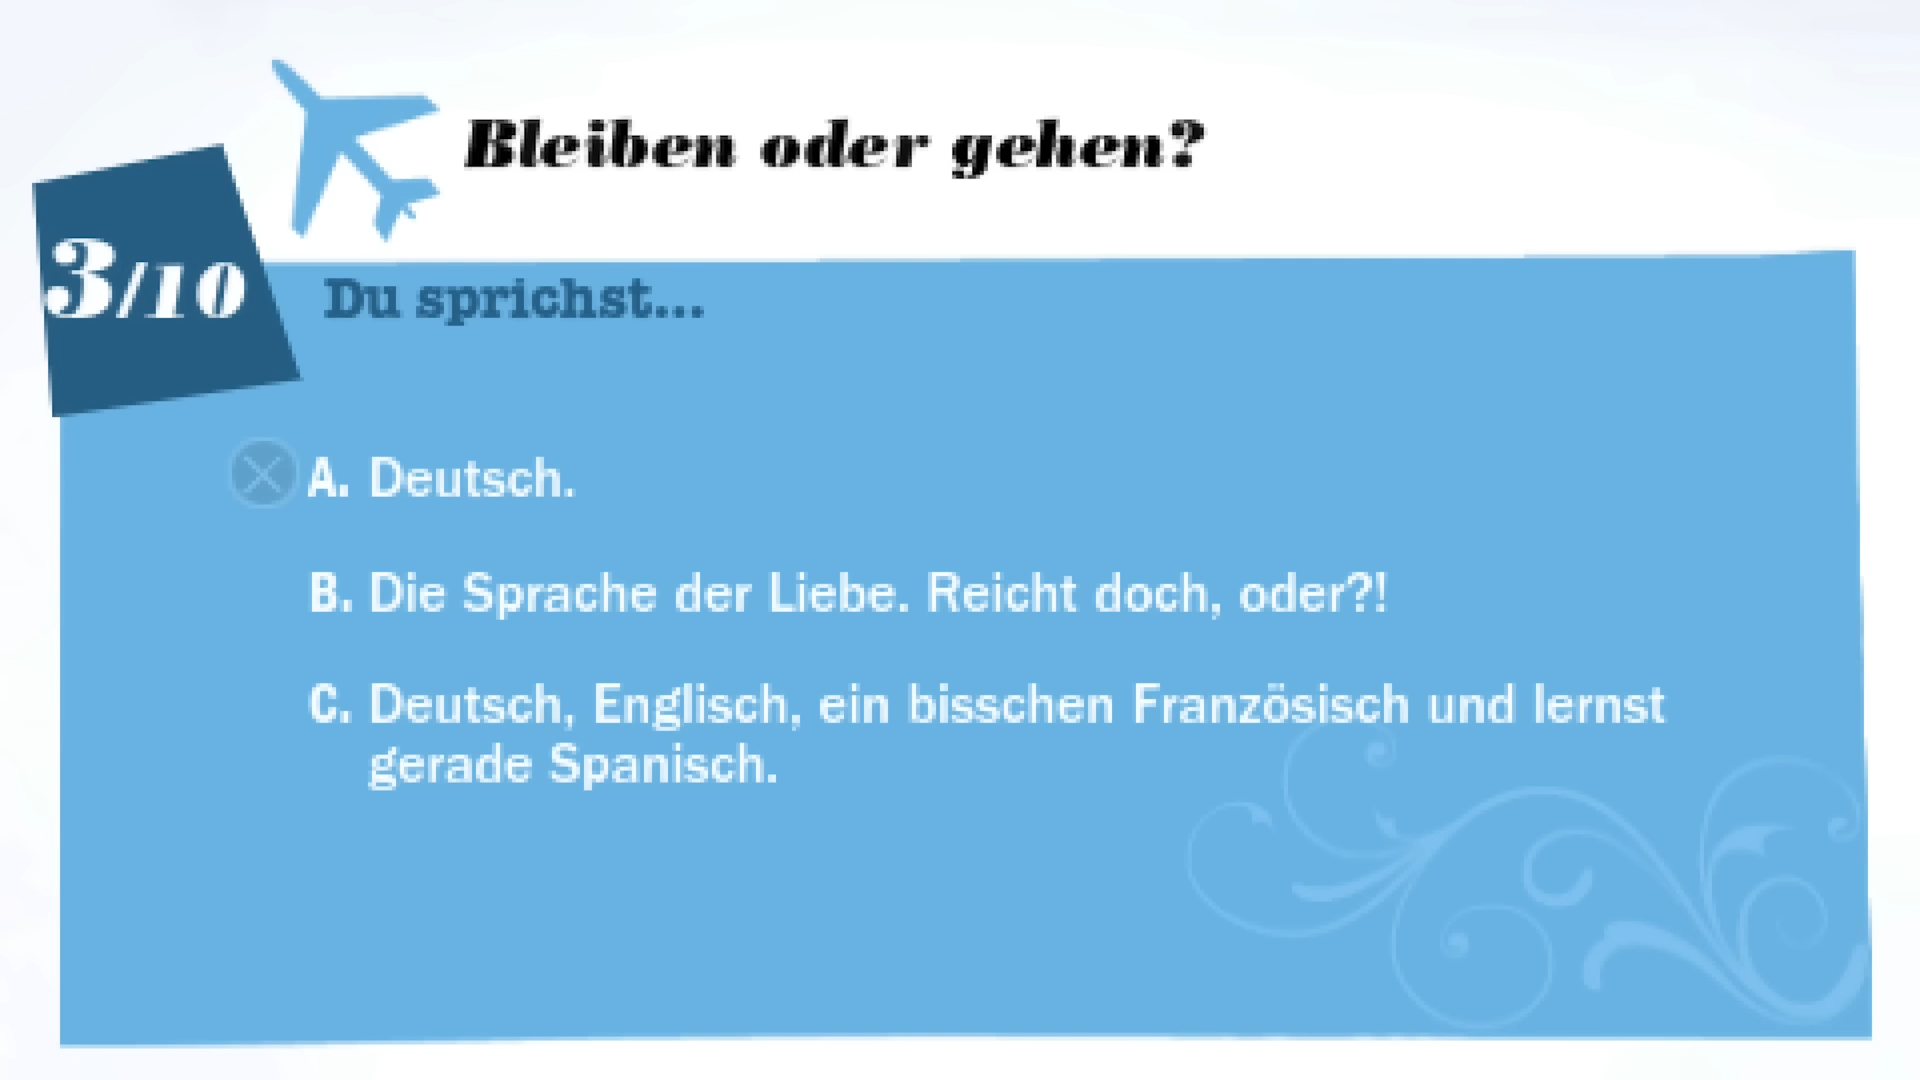 Bleiben oder gehen?
3/10
Du sprichst...
A. Deutsch.
B. Die Sprache der Liebe. Reicht doch, oder?!
C. Deutsch, Englisch, ein bisschen Französisch und lernst
gerade Spanisch.